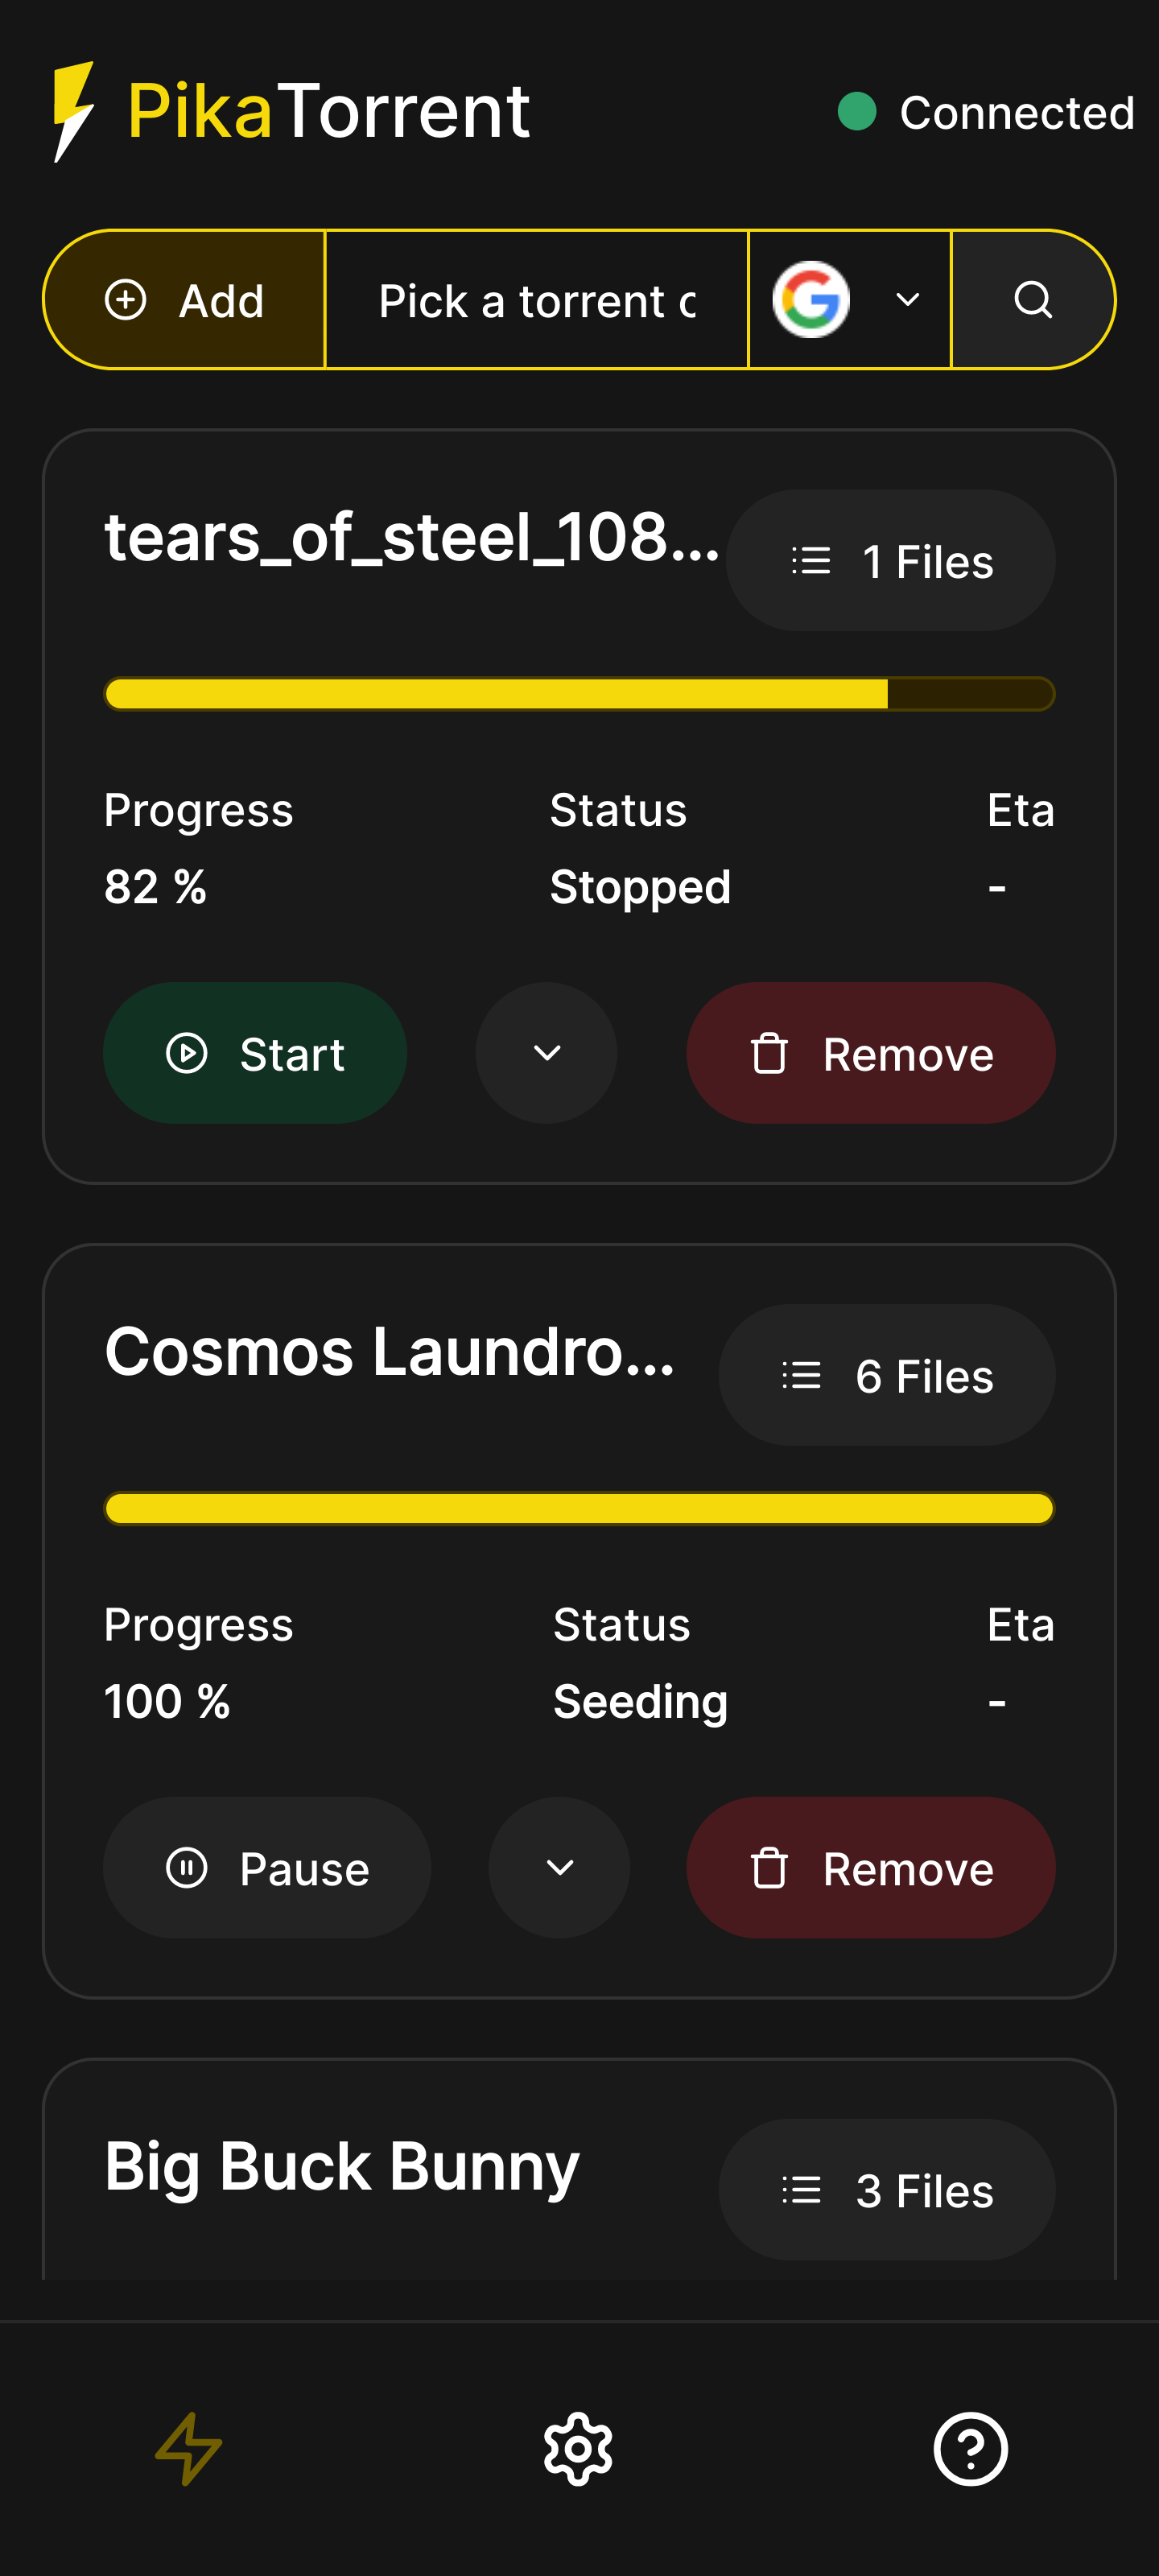 PikaTorrent
Connected
Add
Pick a torrent c
tears_of_steel_108...
1 Files
Progress
Status
Eta
82 %
Stopped
-
Start
Remove
Cosmos Laundro...
6 Files
Progress
Status
Eta
100 %
Seeding
-
Pause
Remove
Big Buck Bunny
3 Files